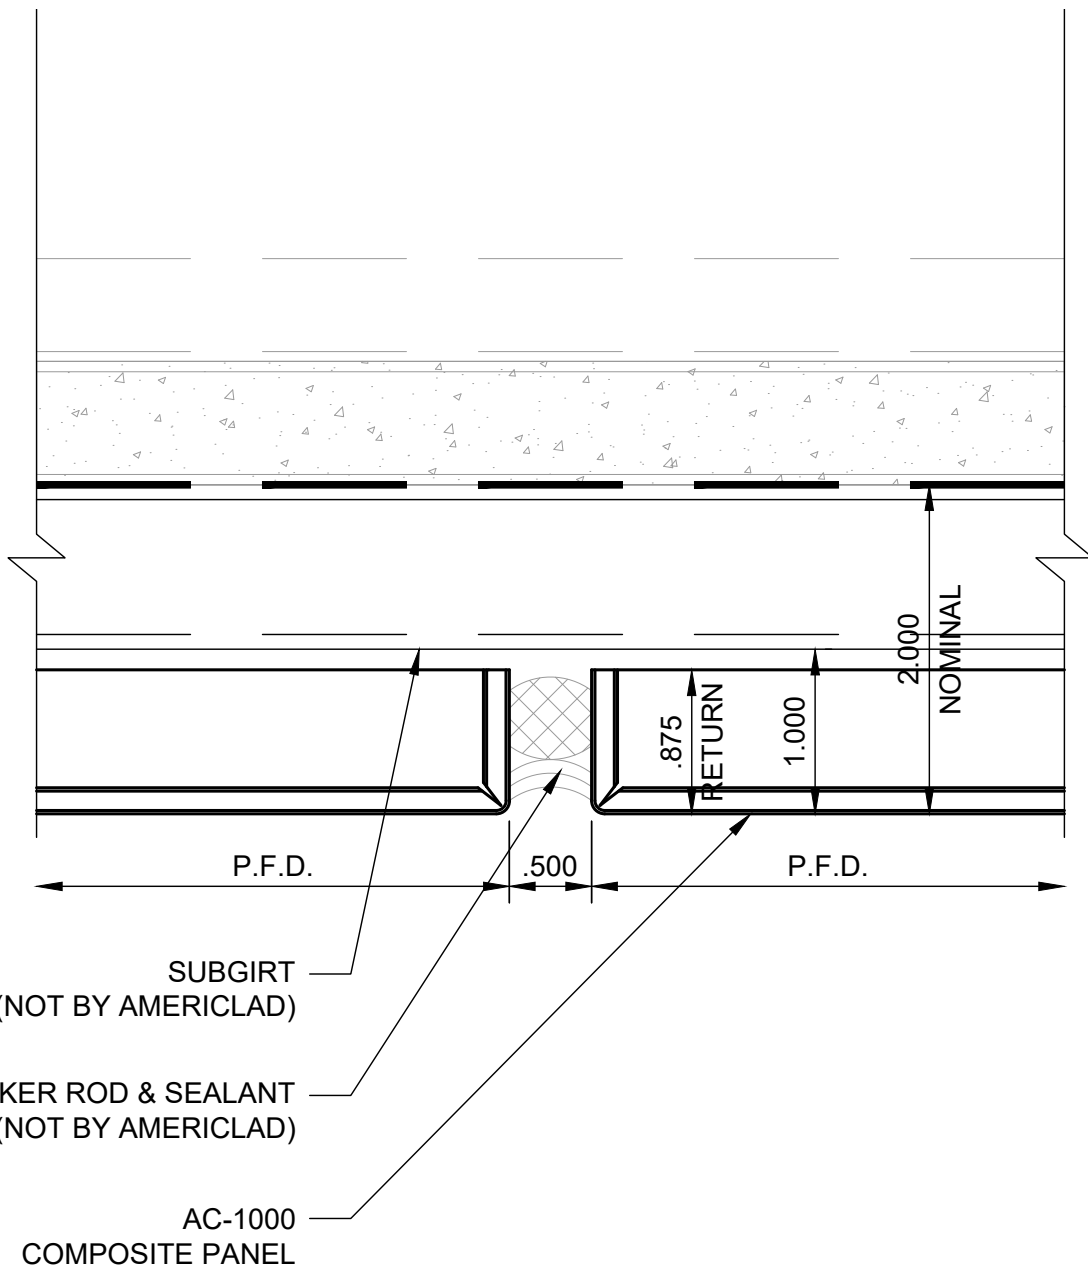 2.000
NOMINAL
.875
RETURN
1.000
P.F.D.
.500
P.F.D.
SUBGIRT
(NOT BY AMERICLAD)
KER ROD & SEALANT
(NOT BY AMERICLAD)
AC-1000
COMPOSITE PANEL